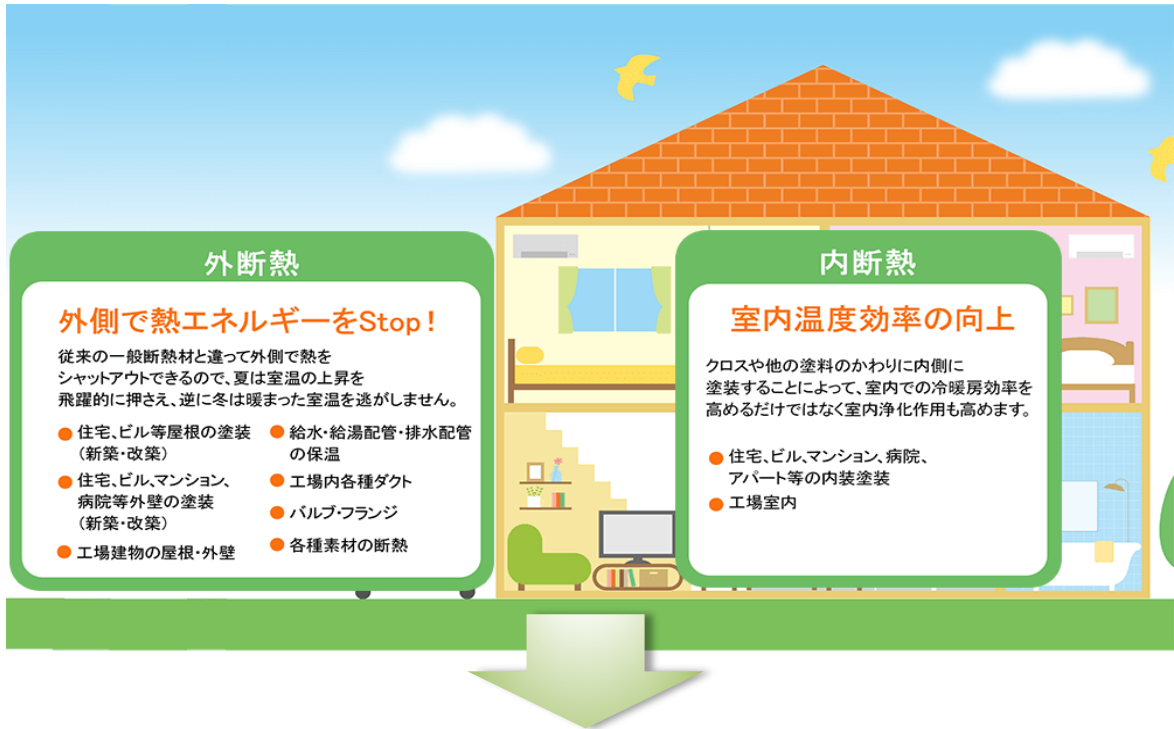 外断熱
外側で熱エネルギーをStop!
従来の一般断熱材と違って外側で熱を
シャットアウトできるので、夏は室温の上昇を
飛躍的に押さえ、逆に冬は暖まった室温を逃がしません。
● 住宅、ビル等屋根の塗装
(新築・改築)
● 住宅、ビル、マンション、
病院等外壁の塗装
(新築・改築)
● 工場建物の屋根・外壁
● 給水・給湯配管・排水配管
の保温
● 工場内各種ダクト
● バルブ・フランジ
● 各種素材の断熱
内断熱
室内温度効率の向上
クロスや他の塗料のかわりに内側に
塗装することによって、室内での冷暖房効率を
高めるだけではなく室内浄化作用も高めます。
● 住宅、ビル、マンション、病院、
アパート等の内装塗装
● 工場室内